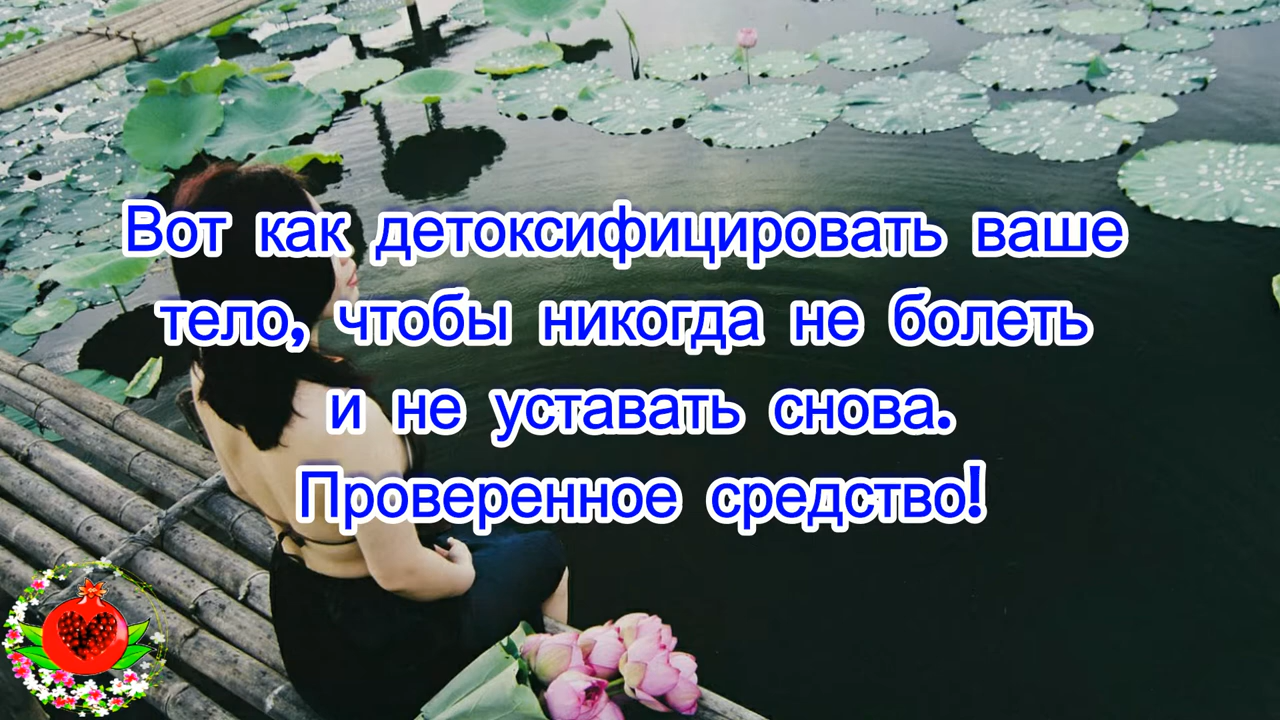 Вот как детоксифицировать ваше
тело, чтобы никогда не болеть
и не уставать снова.
Проверенное средство!